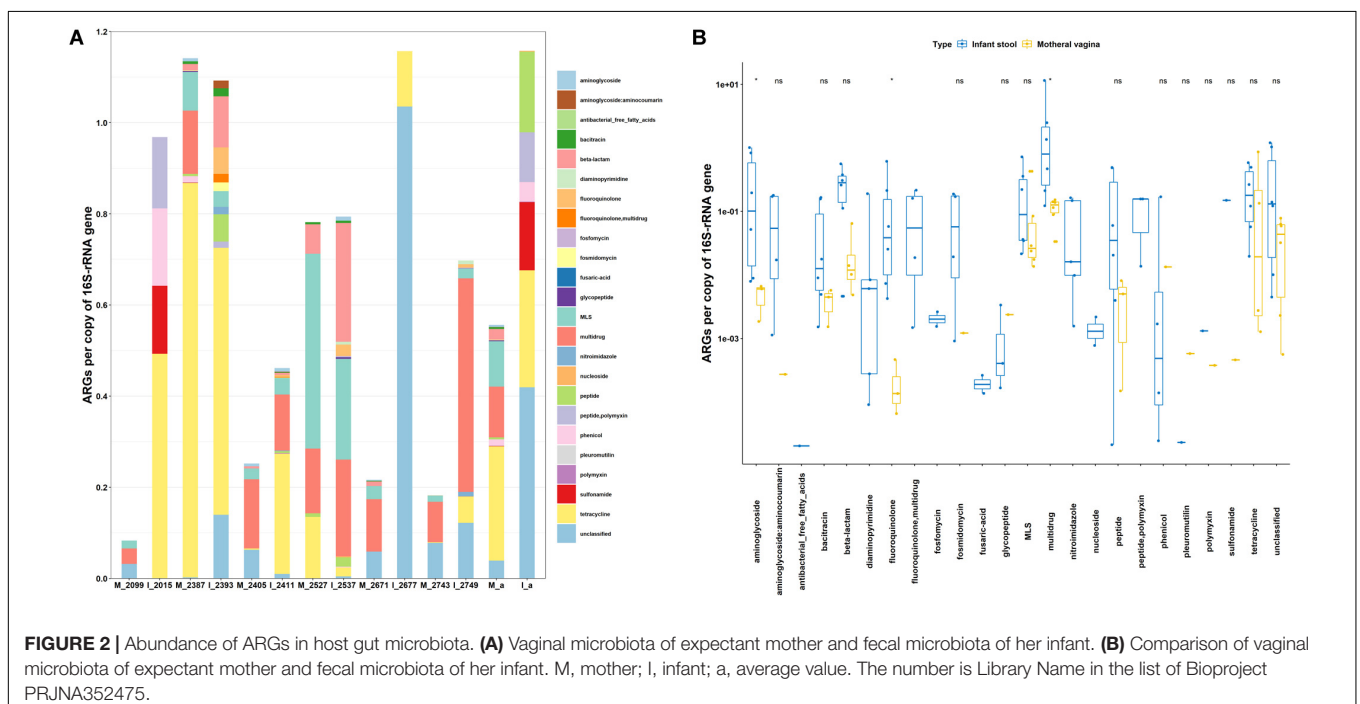 A
ARGs per copy of 16S-rRNA gene
1.2
1.0
0.8
0.6
0.4
0.2
0.0
M_2099 I_2015 M_2387 I_2393 M_2405 I_2411 M_2527 I_2537 M_2671 I_2677 M_2743 I_2749 M_a I_a
aminoglycoside
aminoglycoside:aminocoumarin
antibacterial_free_fatty_acids
bacitracin
beta-lactam
diaminopyrimidine
fluoroquinolone
fluoroquinolone,multidrug
fosfomycin
fosmidomycin
fusaric-acid
glycopeptide
MLS
multidrug
nitroimidazole
nucleoside
peptide
peptide,polymyxin
phenicol
pleuromutilin
polymyxin
sulfonamide
tetracycline
unclassified
B
Type Infant stool Motheral vagina
* ns ns ns * ns ns ns * ns ns ns ns ns ns ns
ARGs per copy of 16S-rRNA gene
1e+01
1e-01
1e-03
aminoglycoside
aminoglycoside:aminocoumarin
antibacterial_free_fatty_acids
bacitracin
beta-lactam
diaminopyrimidine
fluoroquinolone
fluoroquinolone,multidrug
fosfomycin
fosmidomycin
fusaric-acid
glycopeptide
MLS
multidrug
nitroimidazole
nucleoside
peptide
peptide,polymyxin
phenicol
pleuromutilin
polymyxin
sulfonamide
tetracycline
unclassified
FIGURE 2 | Abundance of ARGs in host gut microbiota. (A) Vaginal microbiota of expectant mother and fecal microbiota of her infant. (B) Comparison of vaginal
microbiota of expectant mother and fecal microbiota of her infant. M, mother; I, infant; a, average value. The number is Library Name in the list of Bioproject
PRJNA352475.